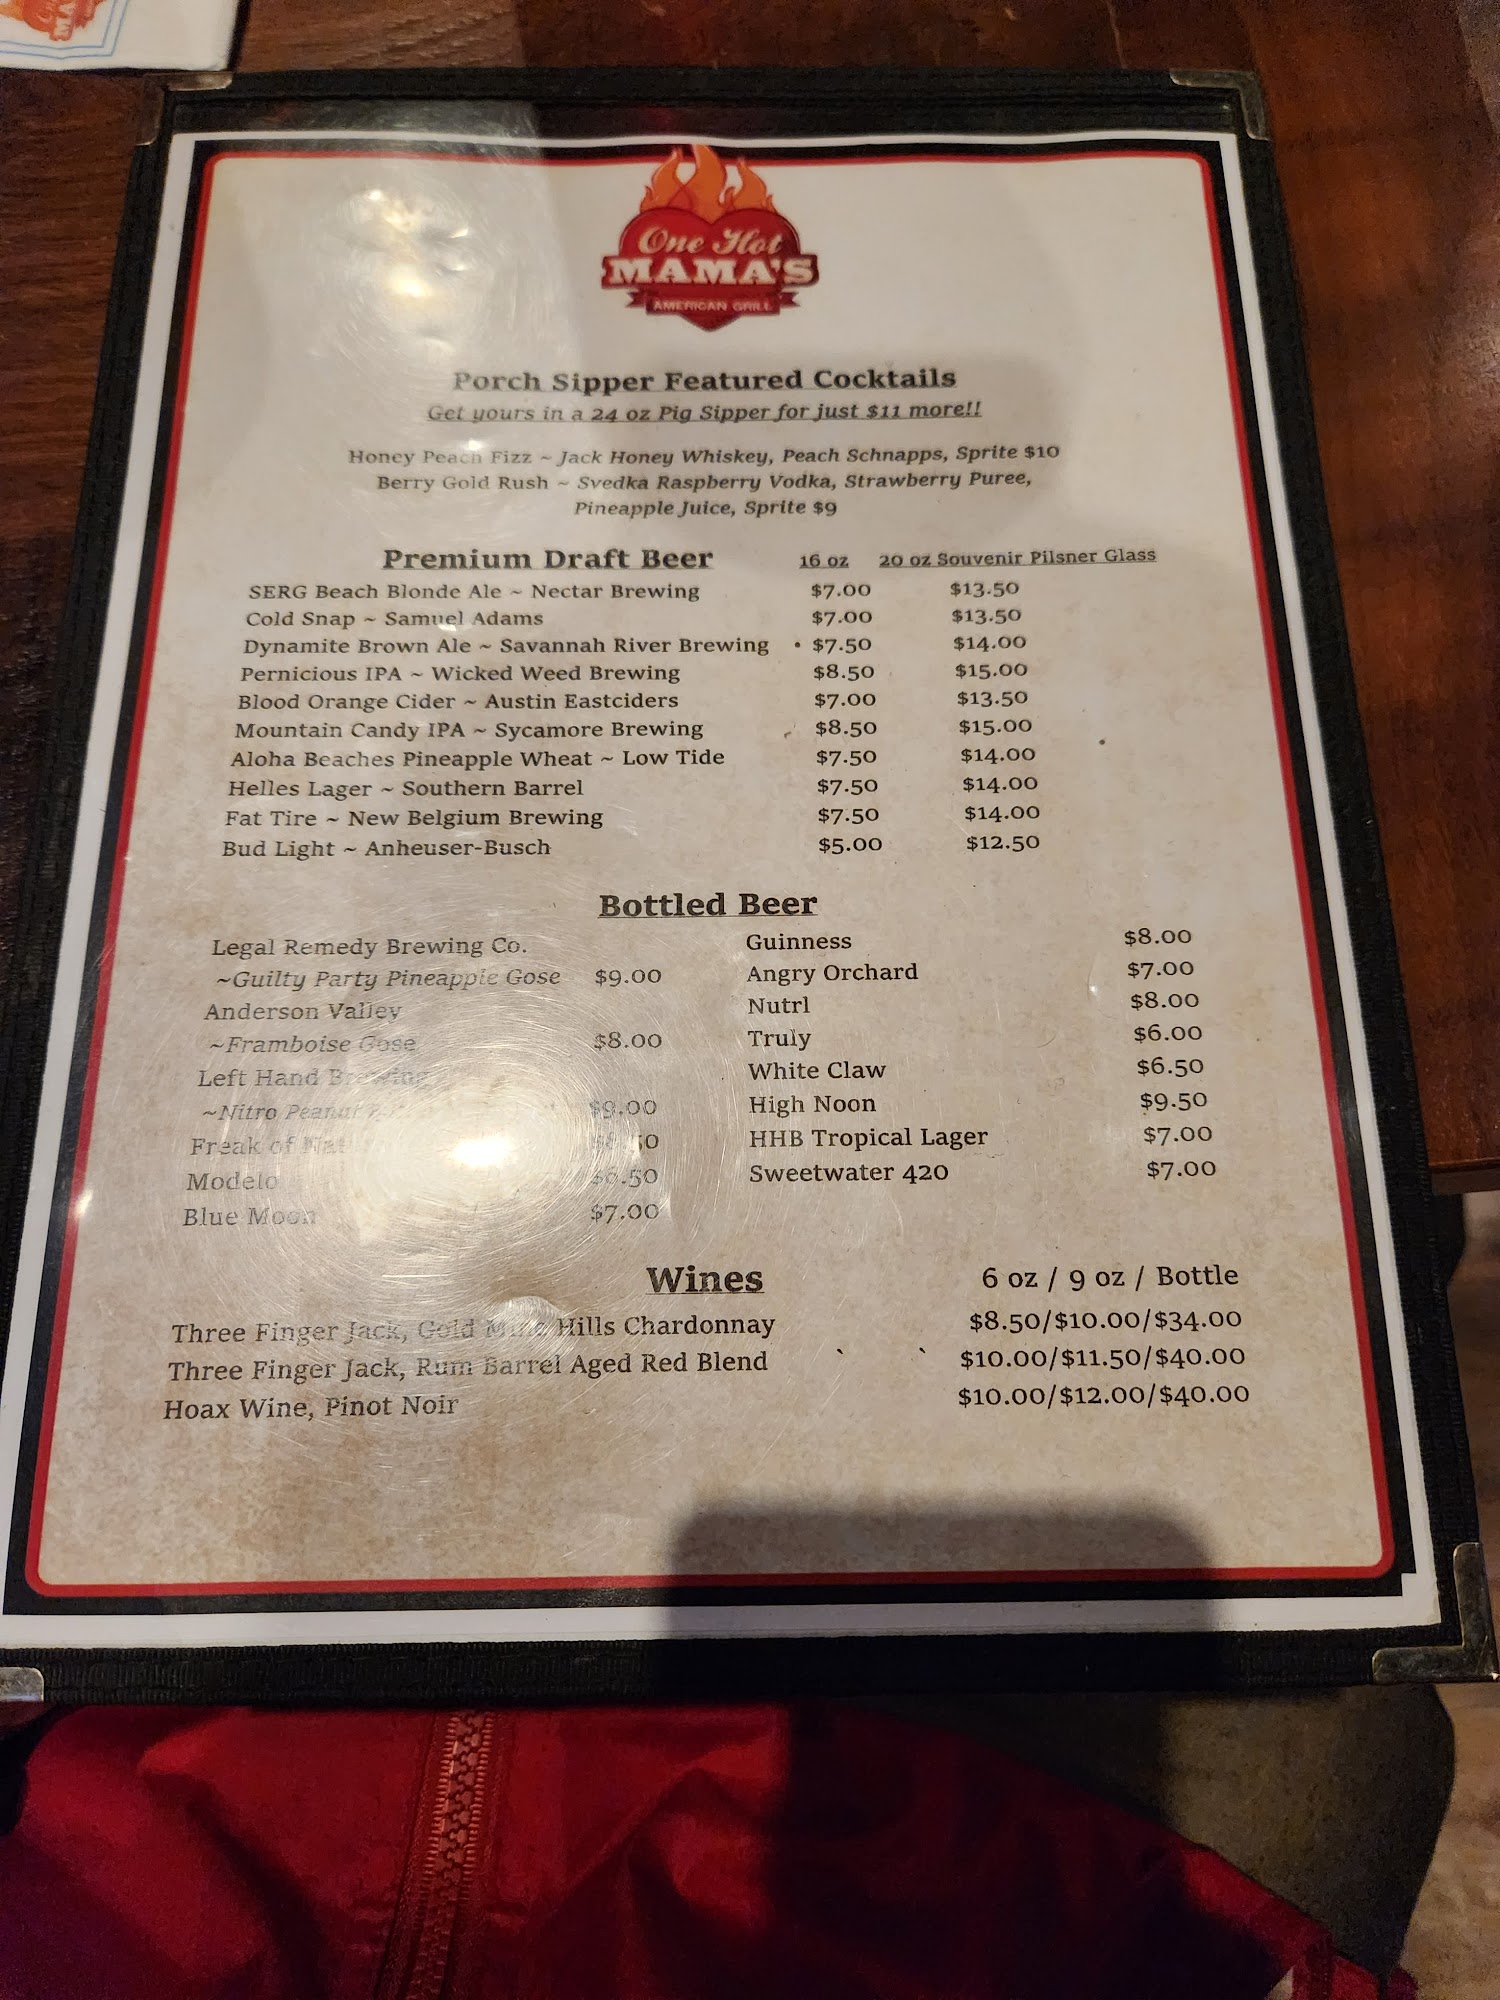 One Hot
MAMA'S
AMERICAN GRILL
Porch Sipper Featured Cocktails
Get yours in a 24 oz Pig Sipper for just $11 more!!
Honey Peach Fizz ~ Jack Honey Whiskey, Peach Schnapps, Sprite $10
Berry Gold Rush ~ Svedka Raspberry Vodka, Strawberry Puree,
Pineapple Juice, Sprite $9
Premium Draft Beer 16 oz 20 oz Souvenir Pilsner Glass
SERG Beach Blonde Ale ~ Nectar Brewing $7.00 $13.50
Cold Snap ~ Samuel Adams $7.00 $13.50
Dynamite Brown Ale ~ Savannah River Brewing $7.50 $14.00
Pernicious IPA ~ Wicked Weed Brewing $8.50 $15.00
Blood Orange Cider ~ Austin Eastciders $7.00 $13.50
Mountain Candy IPA ~ Sycamore Brewing $8.50 $15.00
Aloha Beaches Pineapple Wheat ~ Low Tide $7.50 $14.00
Helles Lager ~ Southern Barrel $7.50 $14.00
Fat Tire ~ New Belgium Brewing $7.50 $14.00
Bud Light ~ Anheuser-Busch $5.00 $12.50
Bottled Beer
Legal Remedy Brewing Co.
~Guilty Party Pineapple Gose $9.00
Anderson Valley
~Framboise Gose $8.00
Left Hand Brewing
~Nitro Peanut $9.00
Freak of
Modelo $6.50
Blue Moon $7.00
Guinness $8.00
Angry Orchard $7.00
Nutrl $8.00
Truly $6.00
White Claw $6.50
High Noon $9.50
HHB Tropical Lager $7.00
Sweetwater 420 $7.00
Wines 6 oz / 9 oz / Bottle
Three Finger Jack, Gold Mine Hills Chardonnay $8.50/$10.00/$34.00
Three Finger Jack, Rum Barrel Aged Red Blend $10.00/$11.50/$40.00
Hoax Wine, Pinot Noir $10.00/$12.00/$40.00